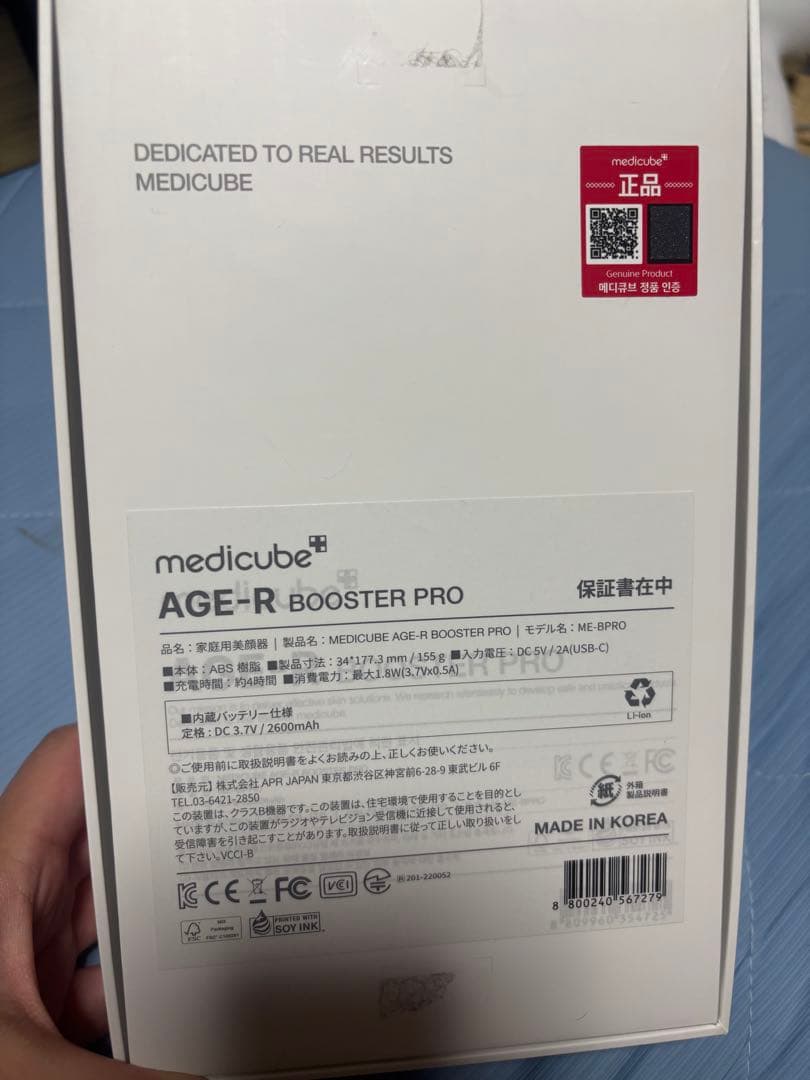 DEDICATED TO REAL RESULTS
MEDICUBE
medicube
正品
Genuine Product
메디큐브 정품 인증
medicube
AGE-R BOOSTER PRO
保証書在中
品名：家庭用美顔器 | 製品名：MEDICUBE AGE-R BOOSTER PRO | モデル名：ME-BPRO
■本体：ABS 樹脂 ■製品寸法：34*177.3 mm / 155 g ■入力電圧：DC 5V / 2A(USB-C)
■充電時間：約4時間 ■消費電力：最大1.8W(3.7Vx0.5A)
■内蔵バッテリー仕様
定格：DC 3.7V / 2600mAh
Li-ion
◎ご使用前に取扱説明書をよくお読みの上、正しくお使いください。
【販売元】株式会社 APR JAPAN 東京都渋谷区神宮前6-28-9 東武ビル 6F
TEL.03-6421-2850
この装置は、クラスB機器です。この装置は、住宅環境で使用することを目的とし
ていますが、この装置がラジオやテレビジョン受信機に近接して使用されると、
受信障害を引き起こすことがあります。取扱説明書に従って正しい取り扱いをし
て下さい。VCCI-B
紙
外箱
製品説明書
MADE IN KOREA
CE FC VCI Ⓡ201-220052
FSC
MIX
Packaging
PRINTED WITH
SOY INK
8 800240 567279
8 809960 354725